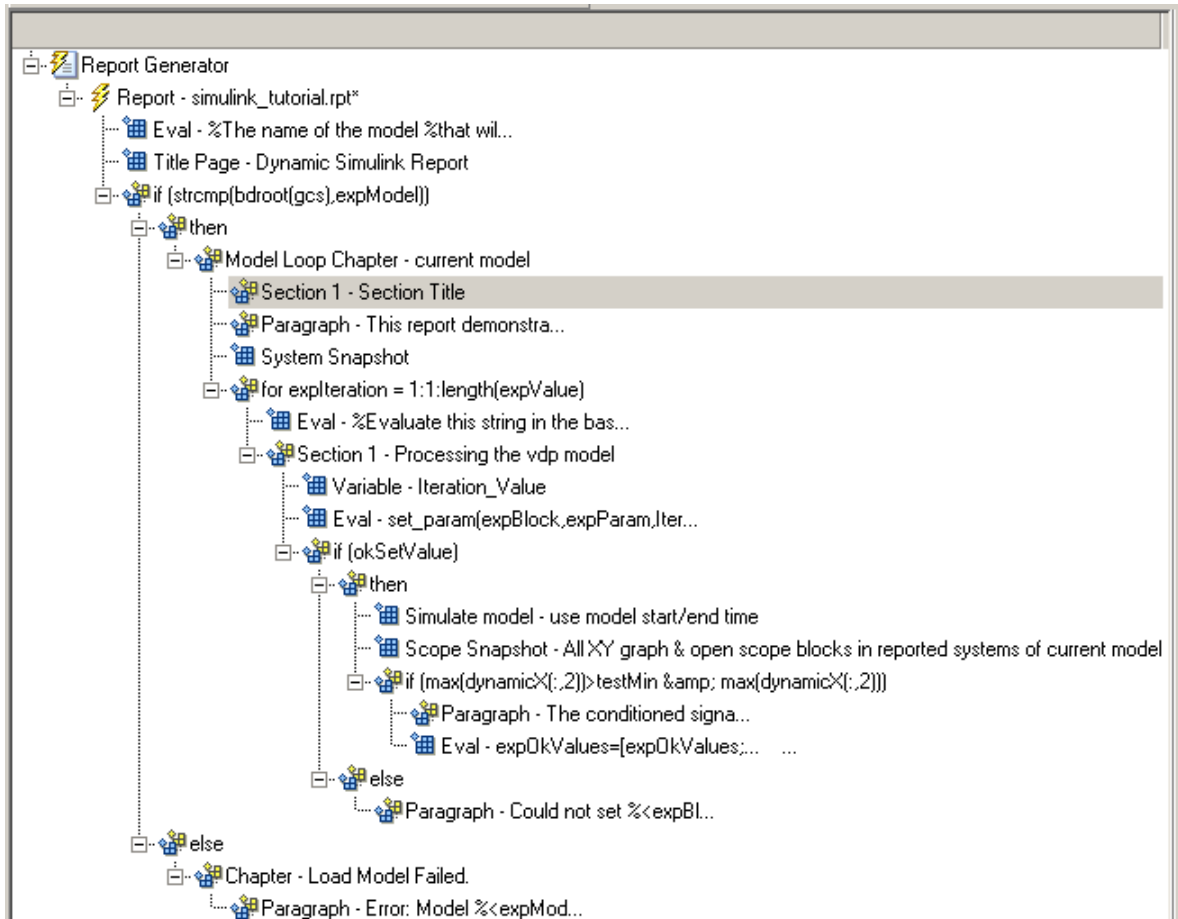 Report Generator
Report - simulink_tutorial.rpt*
Eval - %The name of the model %that wil...
Title Page - Dynamic Simulink Report
if (strcmp(bdroot(gcs),expModel))
then
Model Loop Chapter - current model
Section 1 - Section Title
Paragraph - This report demonstra...
System Snapshot
for expIteration = 1:1:length(expValue)
Eval - %Evaluate this string in the bas...
Section 1 - Processing the vdp model
Variable - Iteration_Value
Eval - set_param(expBlock,expParam,Iter...
if (okSetValue)
then
Simulate model - use model start/end time
Scope Snapshot - All XY graph & open scope blocks in reported systems of current model
if (max(dynamicX(:,2))>testMin &amp; max(dynamicX(:,2)))
Paragraph - The conditioned signa...
Eval - expOkValues=[expOkValues;... ...
else
Paragraph - Could not set %<expBl...
else
Chapter - Load Model Failed.
Paragraph - Error: Model %<expMod...